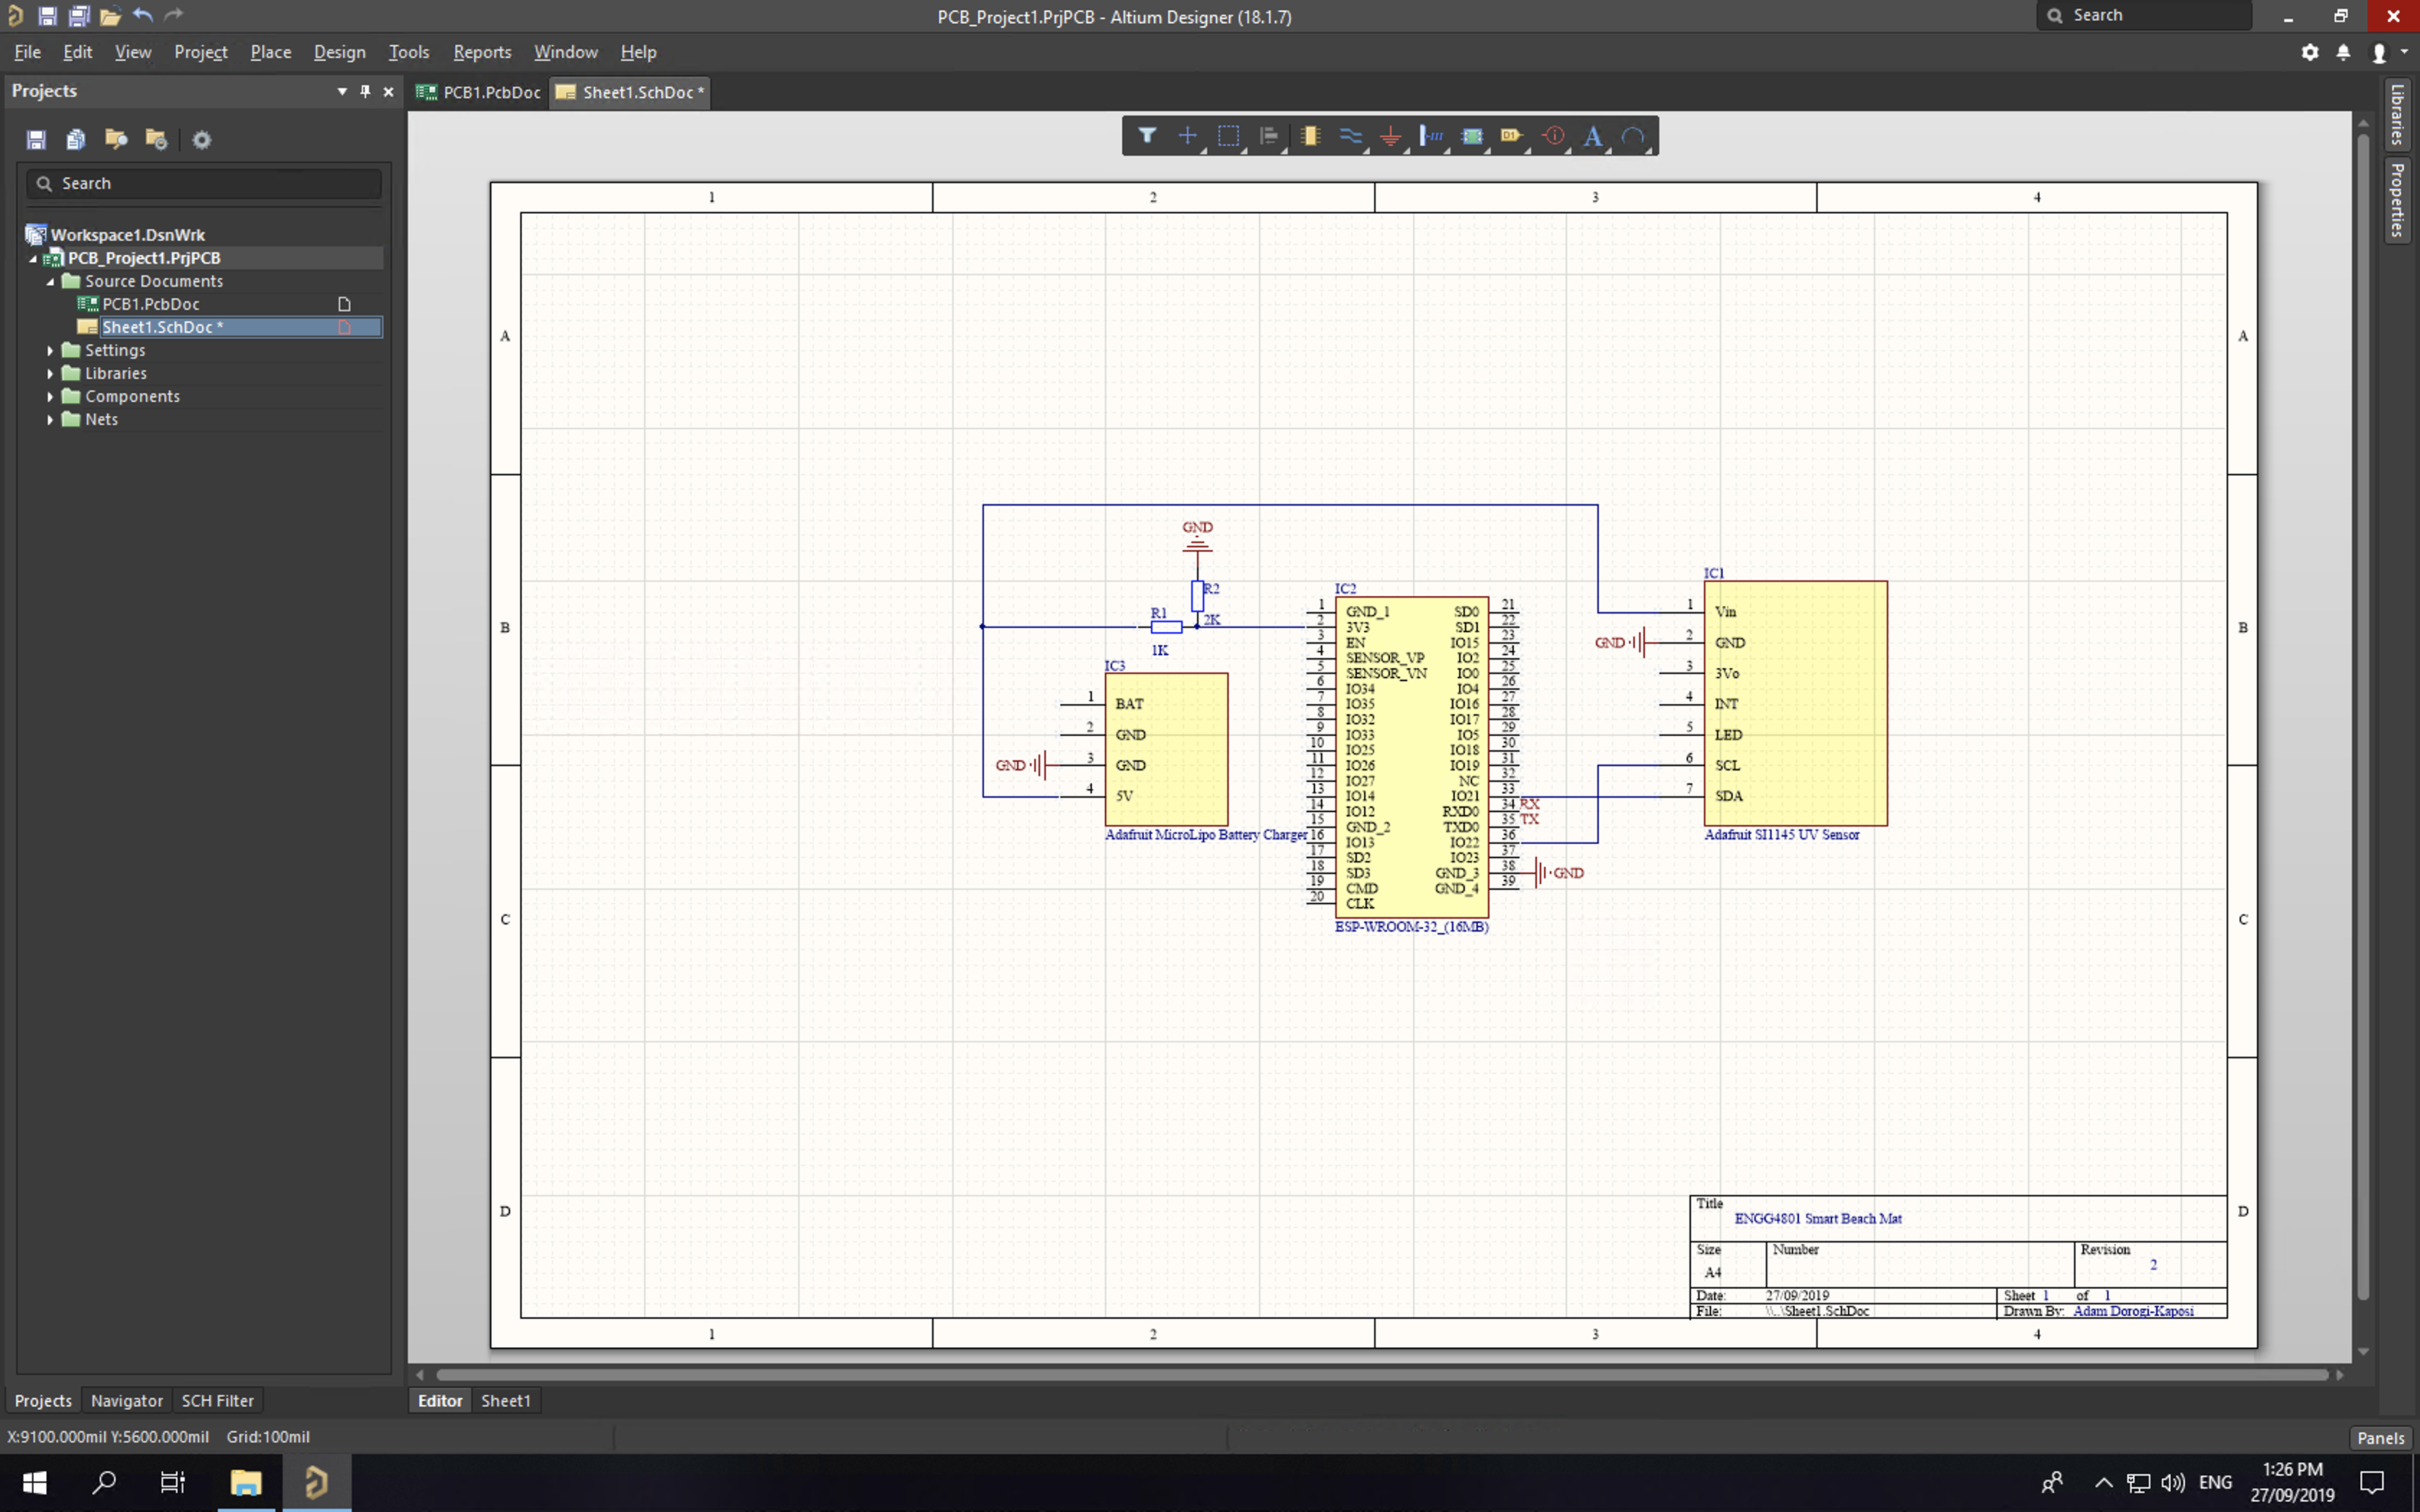 PCB_Project1.PrjPCB - Altium Designer (18.1.7)
Search
File Edit View Project Place Design Tools Reports Window Help
Projects
PCB1.PcbDoc
Sheet1.SchDoc *
Libraries
Properties
Search
Workspace1.DsnWrk
PCB_Project1.PrjPCB
Source Documents
PCB1.PcbDoc
Sheet1.SchDoc *
Settings
Libraries
Components
Nets
1 2 3 4
A A
B B
C C
D D
1 2 3 4
GND
R2
2K
R1
1K
IC3
1 BAT
2 GND
GND 3 GND
4 5V
Adafruit MicroLipo Battery Charger
IC2
1 GND_1 SD0 21
2 3V3 SD1 22
3 EN IO15 23
4 SENSOR_VP IO2 24
5 SENSOR_VN IO0 25
6 IO34 IO4 26
7 IO35 IO16 27
8 IO32 IO17 28
9 IO33 IO5 29
10 IO25 IO18 30
11 IO26 IO19 31
12 IO27 NC 32
13 IO14 IO21 33
14 IO12 RXD0 34 RX
15 GND_2 TXD0 35 TX
16 IO13 IO22 36
17 SD2 IO23 37
18 SD3 GND_3 38 GND
19 CMD GND_4 39
20 CLK
ESP-WROOM-32_(16MB)
IC1
1 Vin
GND 2 GND
3 3Vo
4 INT
5 LED
6 SCL
7 SDA
Adafruit SI1145 UV Sensor
Title
ENGG4801 Smart Beach Mat
Size Number Revision
A4 2
Date: 27/09/2019 Sheet 1 of 1
File: \\..\Sheet1.SchDoc Drawn By: Adam Dorogi-Kaposi
Projects Navigator SCH Filter
Editor Sheet1
X:9100.000mil Y:5600.000mil Grid:100mil
Panels
ENG
1:26 PM
27/09/2019